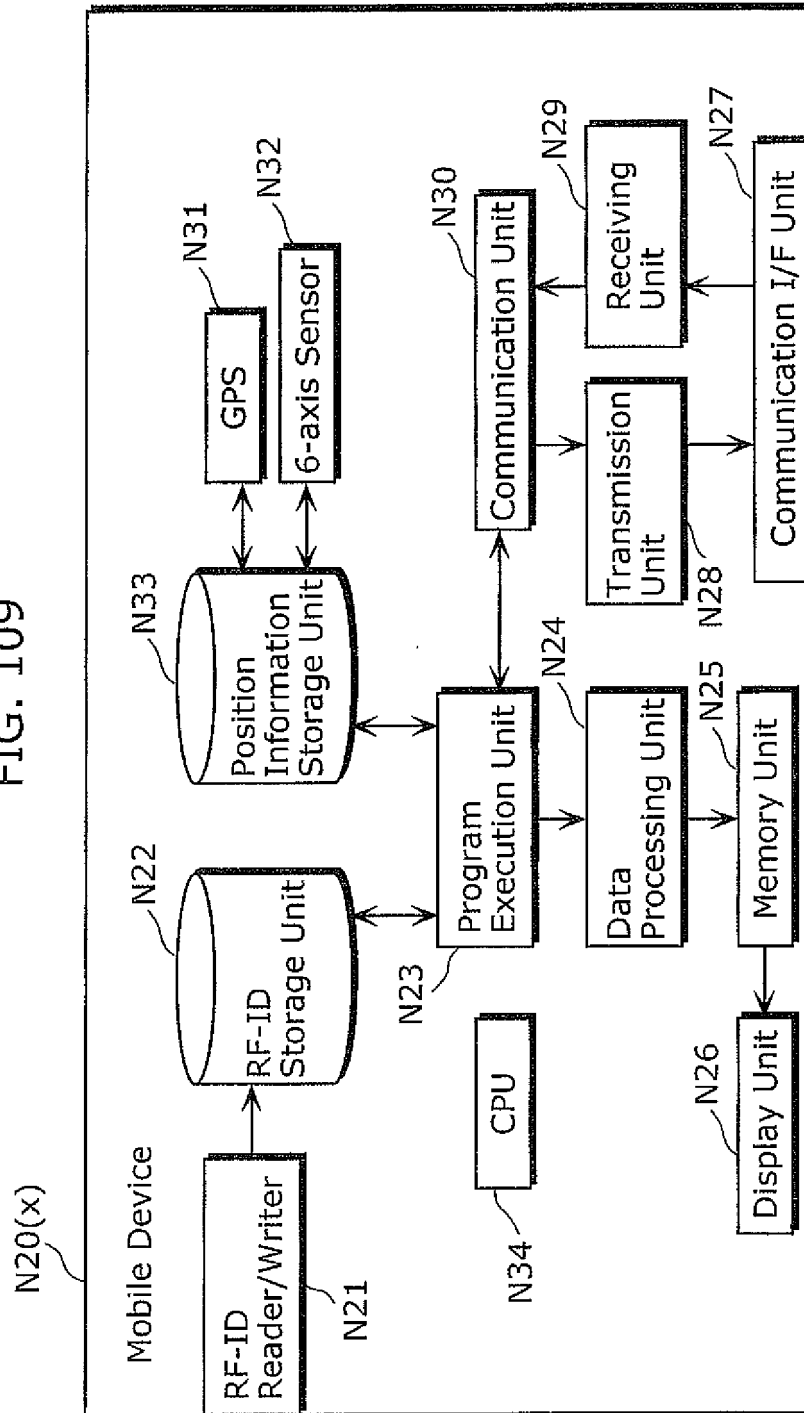 FIG. 109
N20(x)
Mobile Device
RF-ID
Reader/Writer
N21
RF-ID
Storage Unit
N22
Position
Information
Storage Unit
N33
GPS
N31
6-axis Sensor
N32
CPU
N34
Program
Execution Unit
N23
Communication Unit
N30
Data
Processing Unit
N24
Transmission
Unit
N28
Receiving
Unit
N29
Display Unit
N26
Memory Unit
N25
Communication I/F Unit
N27